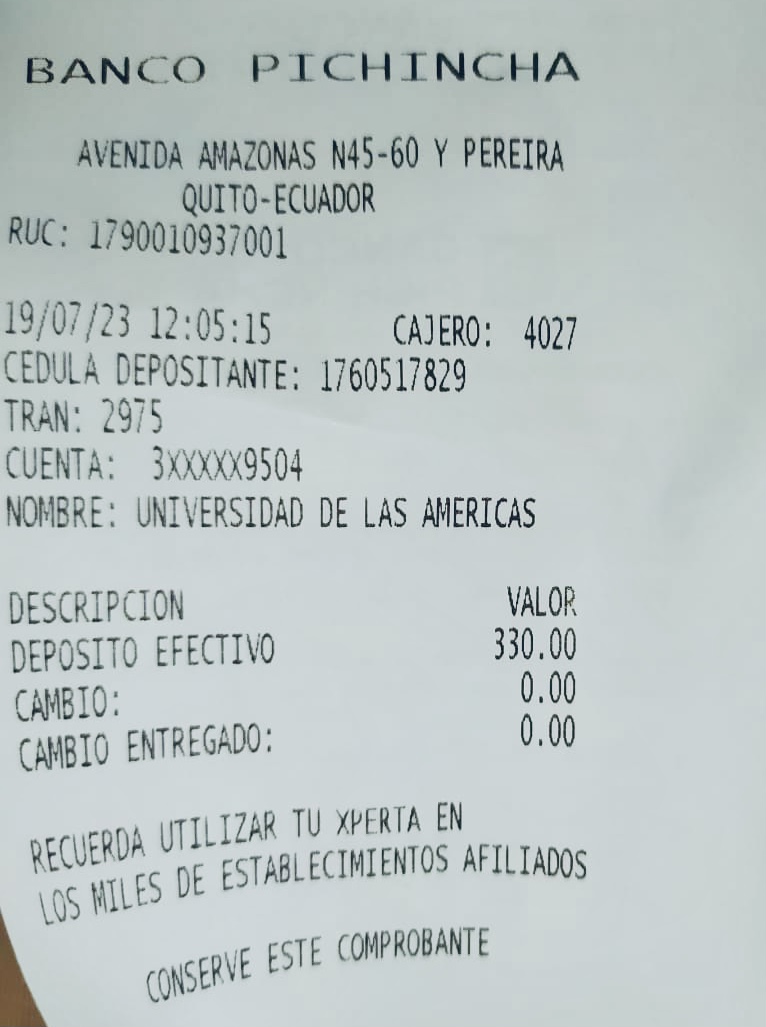 BANCO PICHINCHA
AVENIDA AMAZONAS N45-60 Y PEREIRA
QUITO-ECUADOR
RUC: 1790010937001
19/07/23 12:05:15 CAJERO: 4027
CEDULA DEPOSITANTE: 1760517829
TRAN: 2975
CUENTA: 3XXXXX9504
NOMBRE: UNIVERSIDAD DE LAS AMERICAS
DESCRIPCION VALOR
DEPOSITO EFECTIVO 330.00
CAMBIO: 0.00
CAMBIO ENTREGADO: 0.00
RECUERDA UTILIZAR TU XPERTA EN
LOS MILES DE ESTABLECIMIENTOS AFILIADOS
CONSERVE ESTE COMPROBANTE